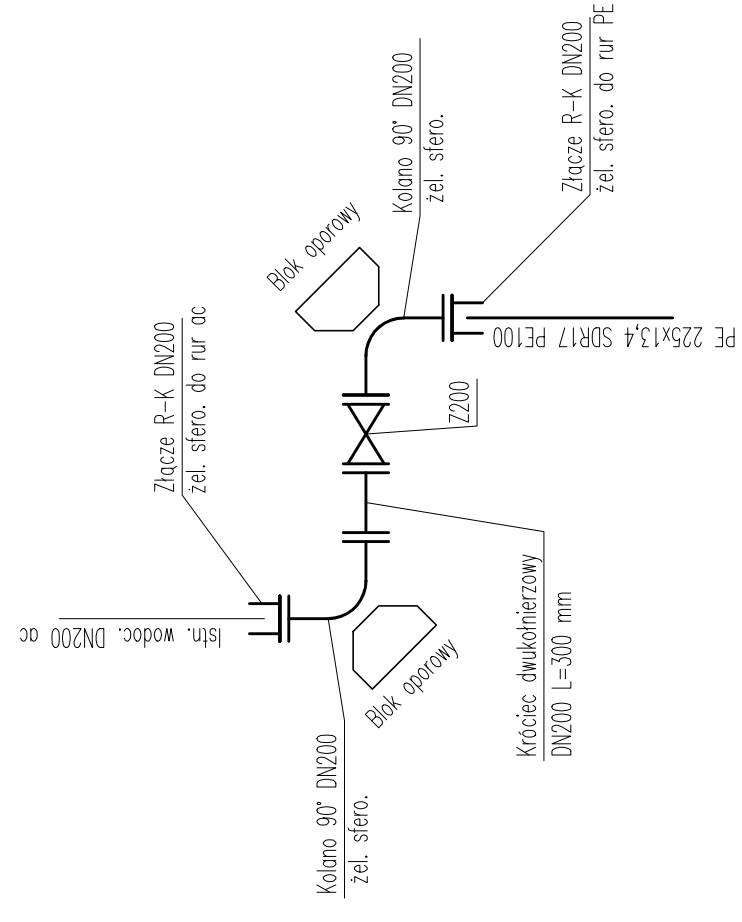 Złącze R-K DN200
żel. sfero. do rur PE
Kolano 90° DN200
żel. sfero.
Blok oporowy
PE 225x13,4 SDR17 PE100
Złącze R-K DN200
żel. sfero. do rur ac
Z200
Istn. wodoc. DN200 ac
Króciec dwukołnierzowy
DN200 L=300 mm
Blok oporowy
Kolano 90° DN200
żel. sfero.